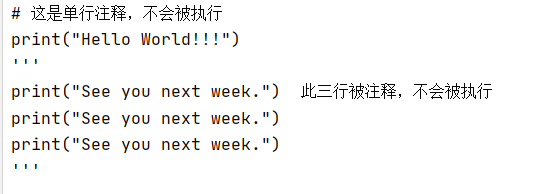 # 这是单行注释，不会被执行
print("Hello World!!!")
'''
print("See you next week.")  此三行被注释，不会被执行
print("See you next week.")
print("See you next week.")
'''